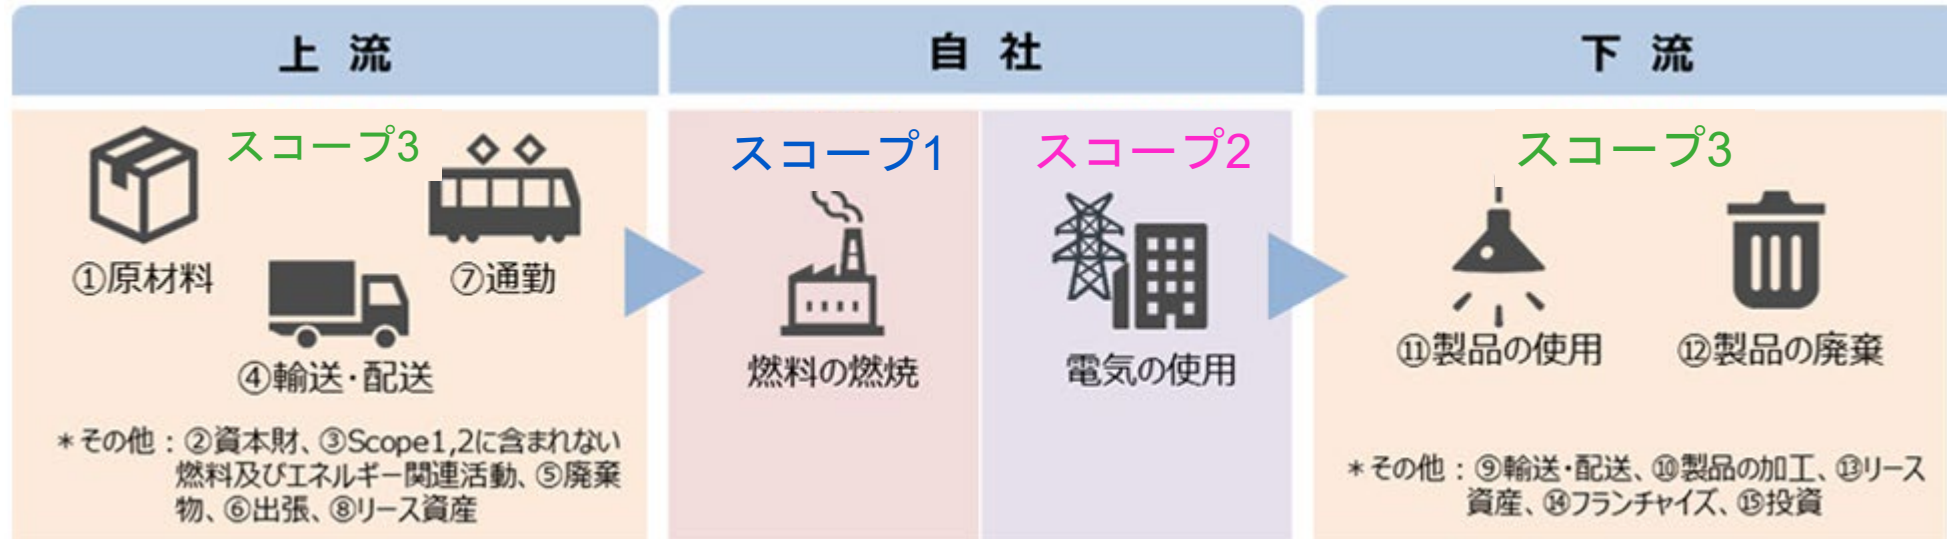 上 流
スコープ3
①原材料
⑦通勤
④輸送・配送
＊その他：②資本財、③Scope1,2に含まれない
燃料及びエネルギー関連活動、⑤廃棄
物、⑥出張、⑧リース資産
自 社
スコープ1
燃料の燃焼
スコープ2
電気の使用
下 流
スコープ3
⑪製品の使用
⑫製品の廃棄
＊その他：⑨輸送・配送、⑩製品の加工、⑬リース
資産、⑭フランチャイズ、⑮投資